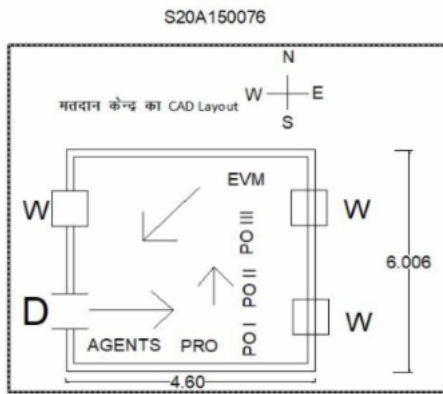 S20A150076
N
मतदान केन्द्र का CAD Layout
W E
S
EVM
W
W
PO III
6.006
PO II
D
W
PO I
AGENTS PRO
4.60